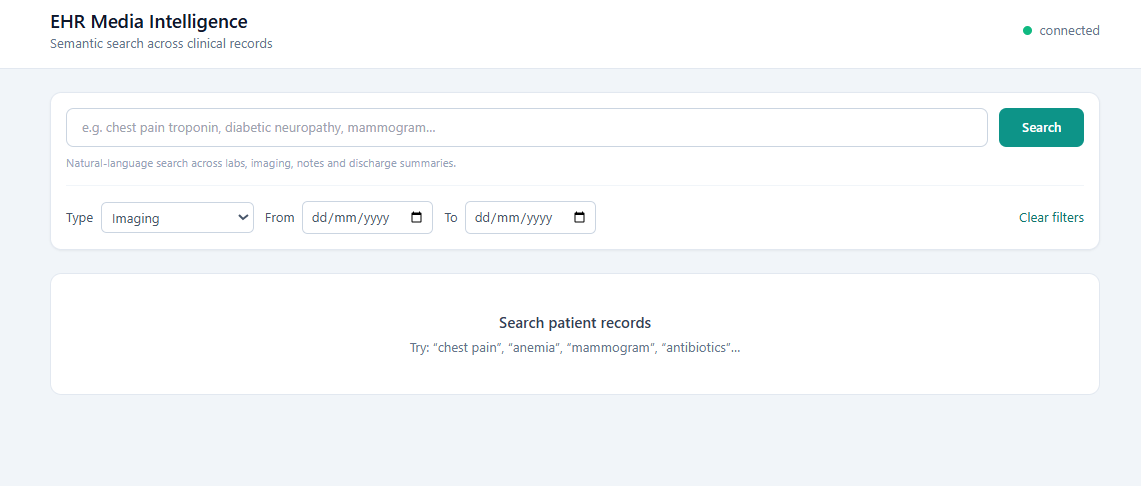 EHR Media Intelligence
Semantic search across clinical records
connected
e.g. chest pain troponin, diabetic neuropathy, mammogram...
Search
Natural-language search across labs, imaging, notes and discharge summaries.
Type Imaging From dd/mm/yyyy To dd/mm/yyyy Clear filters
Search patient records
Try: “chest pain”, “anemia”, “mammogram”, “antibiotics”...